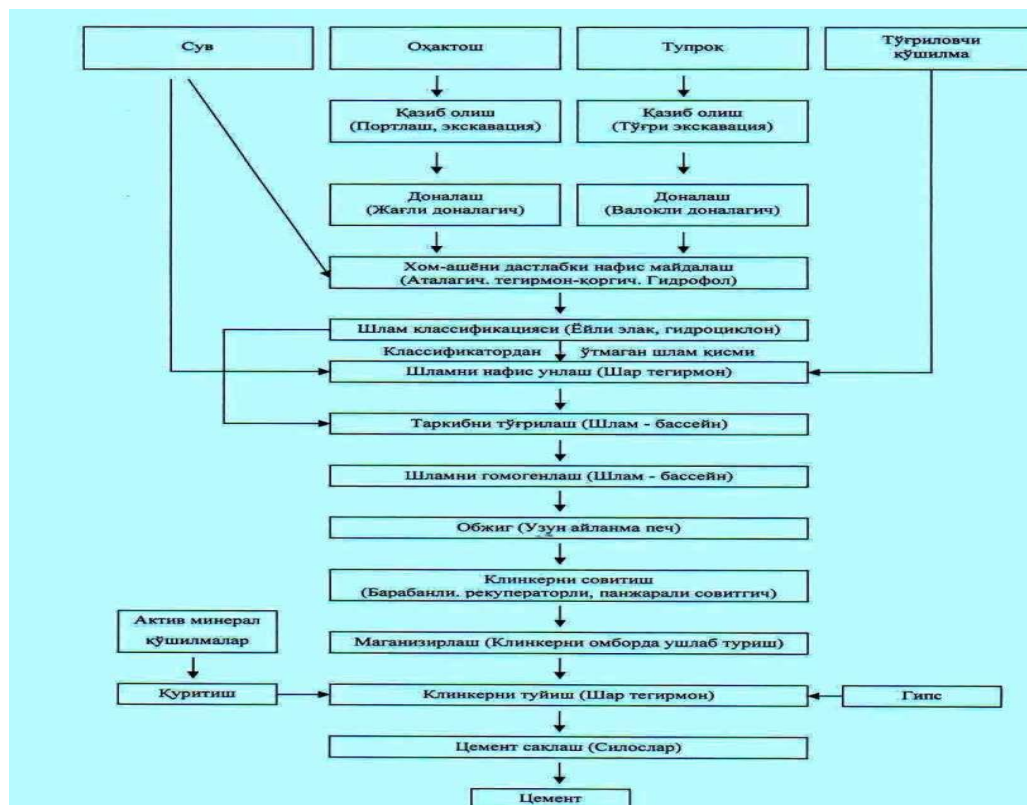 Сув
Оҳактош
Тупрок
Тўғриловчи
қўшилма
Қазиб олиш
(Портлаш, экскавация)
Қазиб олиш
(Тўғри экскавация)
Доналаш
(Жағли доналагич)
Доналаш
(Валокли доналагич)
Хом-ашёни дастлабки нафис майдалаш
(Аталагич. тегирмон-қоргич. Гидрофол)
Шлам классификацияси (Ёйли элак, гидроциклон)
Классификатордан ўтмаган шлам қисми
Шламни нафис унлаш (Шар тегирмон)
Таркибни тўғрилаш (Шлам - бассейн)
Шламни гомогенлаш (Шлам - бассейн)
Обжиг (Узун айланма печ)
Клинкерни совитиш
(Барабанли. рекуператорли, панжарали совитгич)
Актив минерал
қўшилмалар
Маганизирлаш (Клинкерни омборда ушлаб туриш)
Қуритиш
Клинкерни туйиш (Шар тегирмон)
Гипс
Цемент саклаш (Силослар)
Цемент